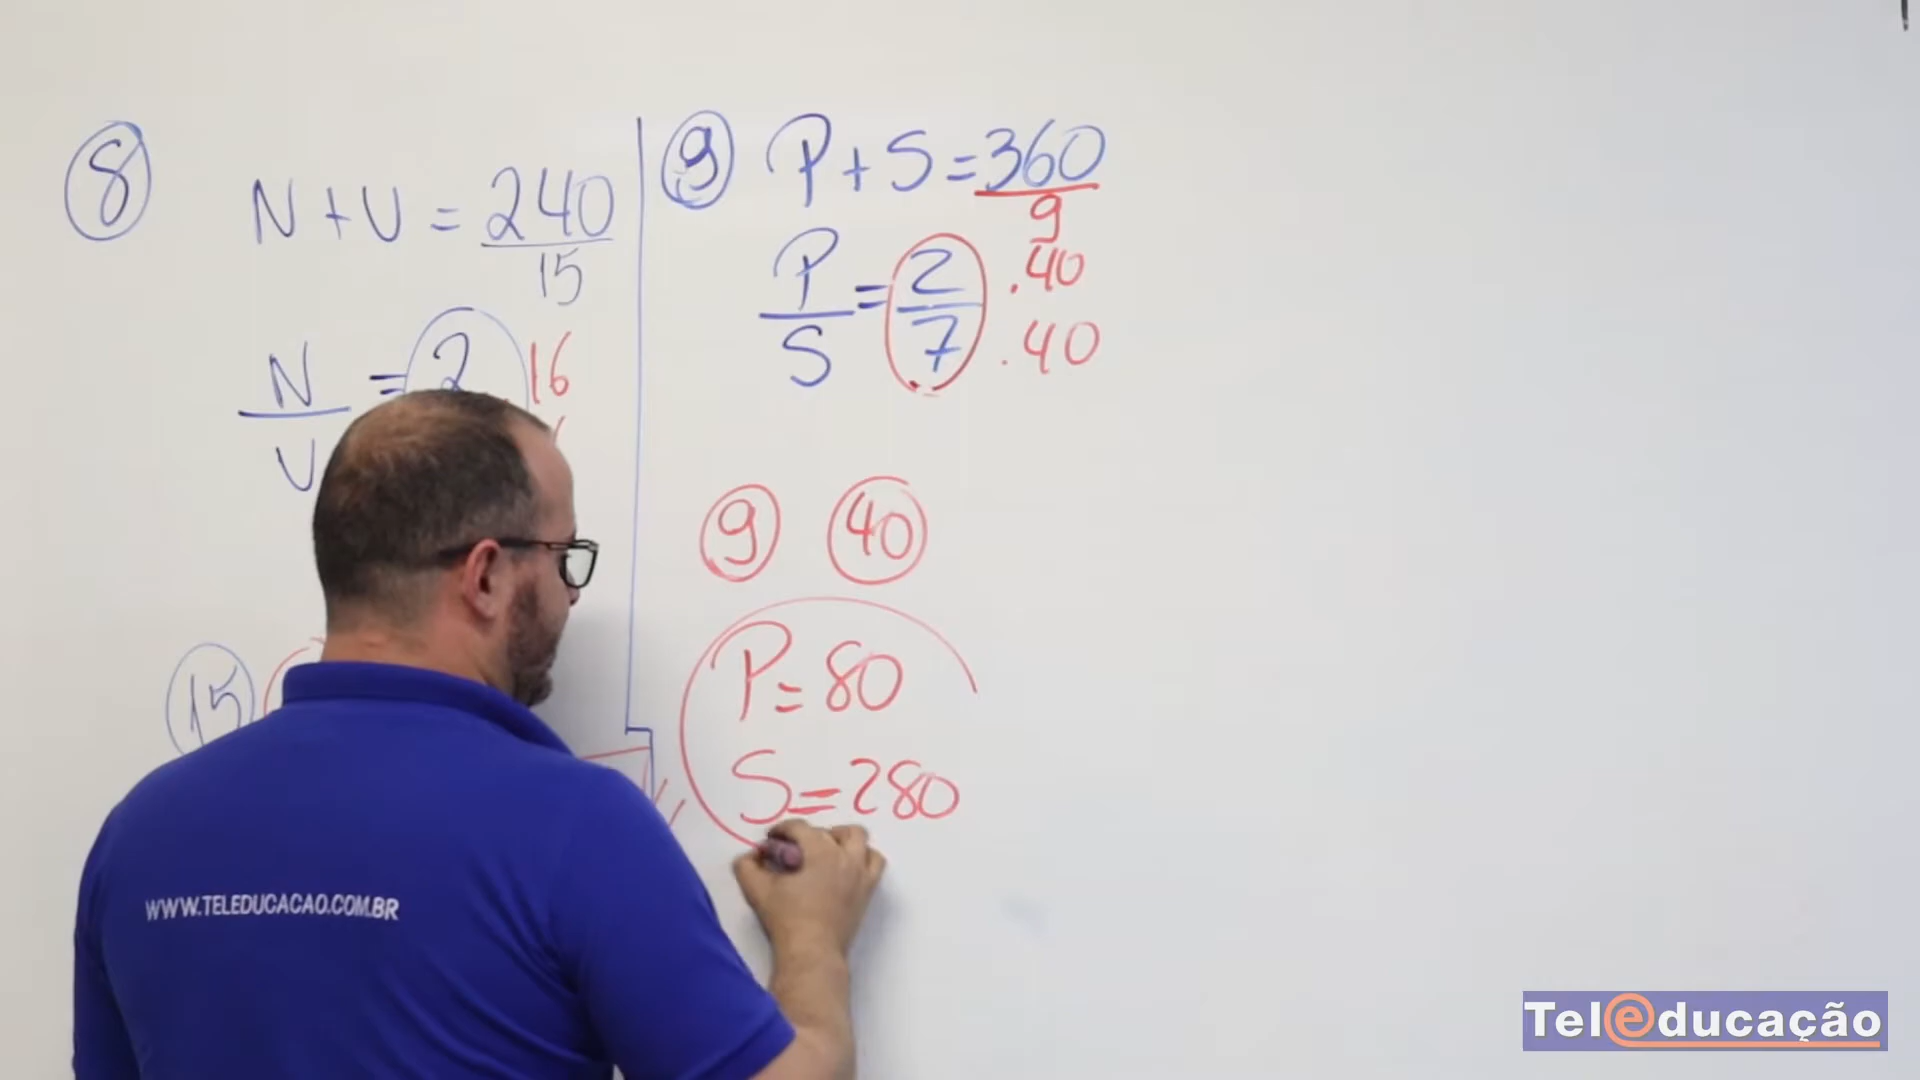 8
N + U = 240
15
N = 2 16
U
15
9 P + S = 360
9
P = 2 .40
S 7 .40
9 40
P = 80
S = 280
WWW.TELEDUCACAO.COM.BR
Teleducação